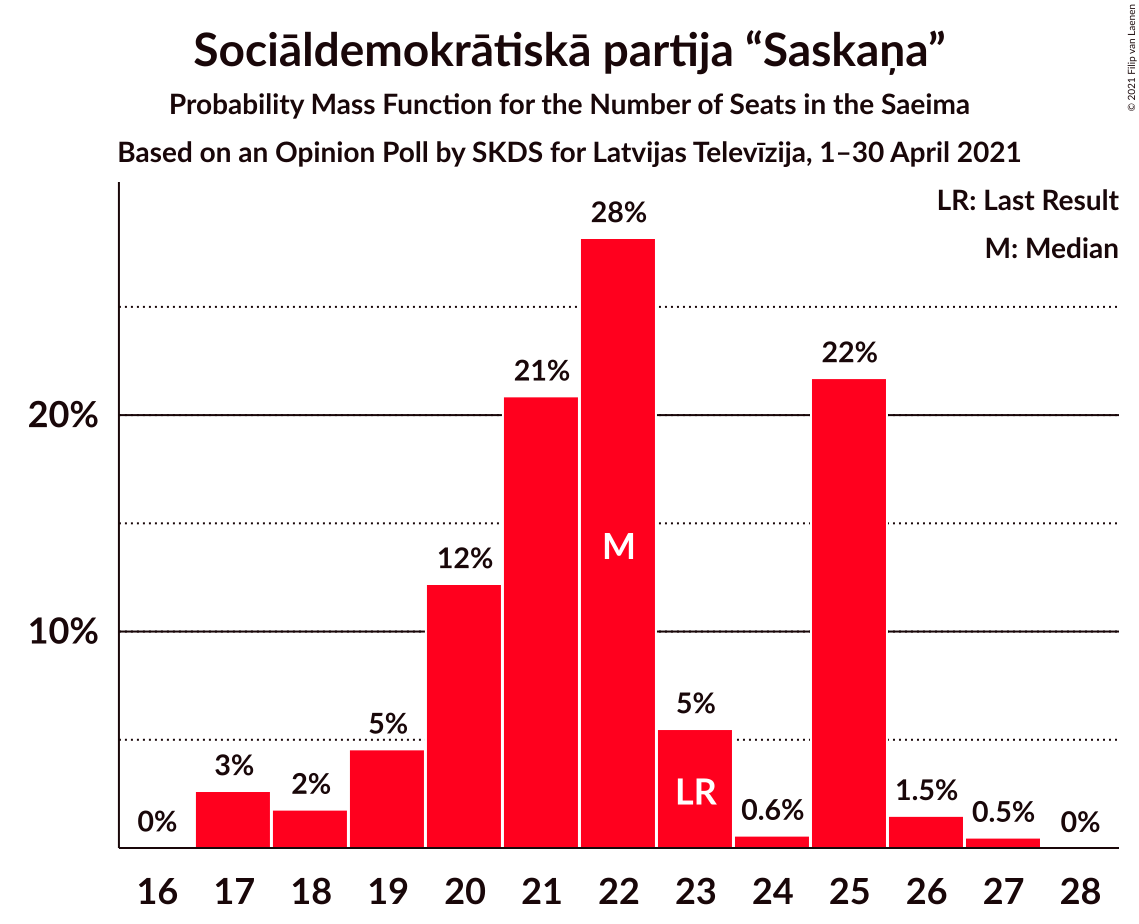 Sociāldemokrātiskā partija “Saskaņa”
Probability Mass Function for the Number of Seats in the Saeima
Based on an Opinion Poll by SKDS for Latvijas Televīzija, 1–30 April 2021
© 2021 Filip van Laenen
LR: Last Result
M: Median
28%
22%
21%
20%
M
12%
10%
5%
5%
LR
3%
2%
1.5%
0.6%
0.5%
0%
0%
16 17 18 19 20 21 22 23 24 25 26 27 28